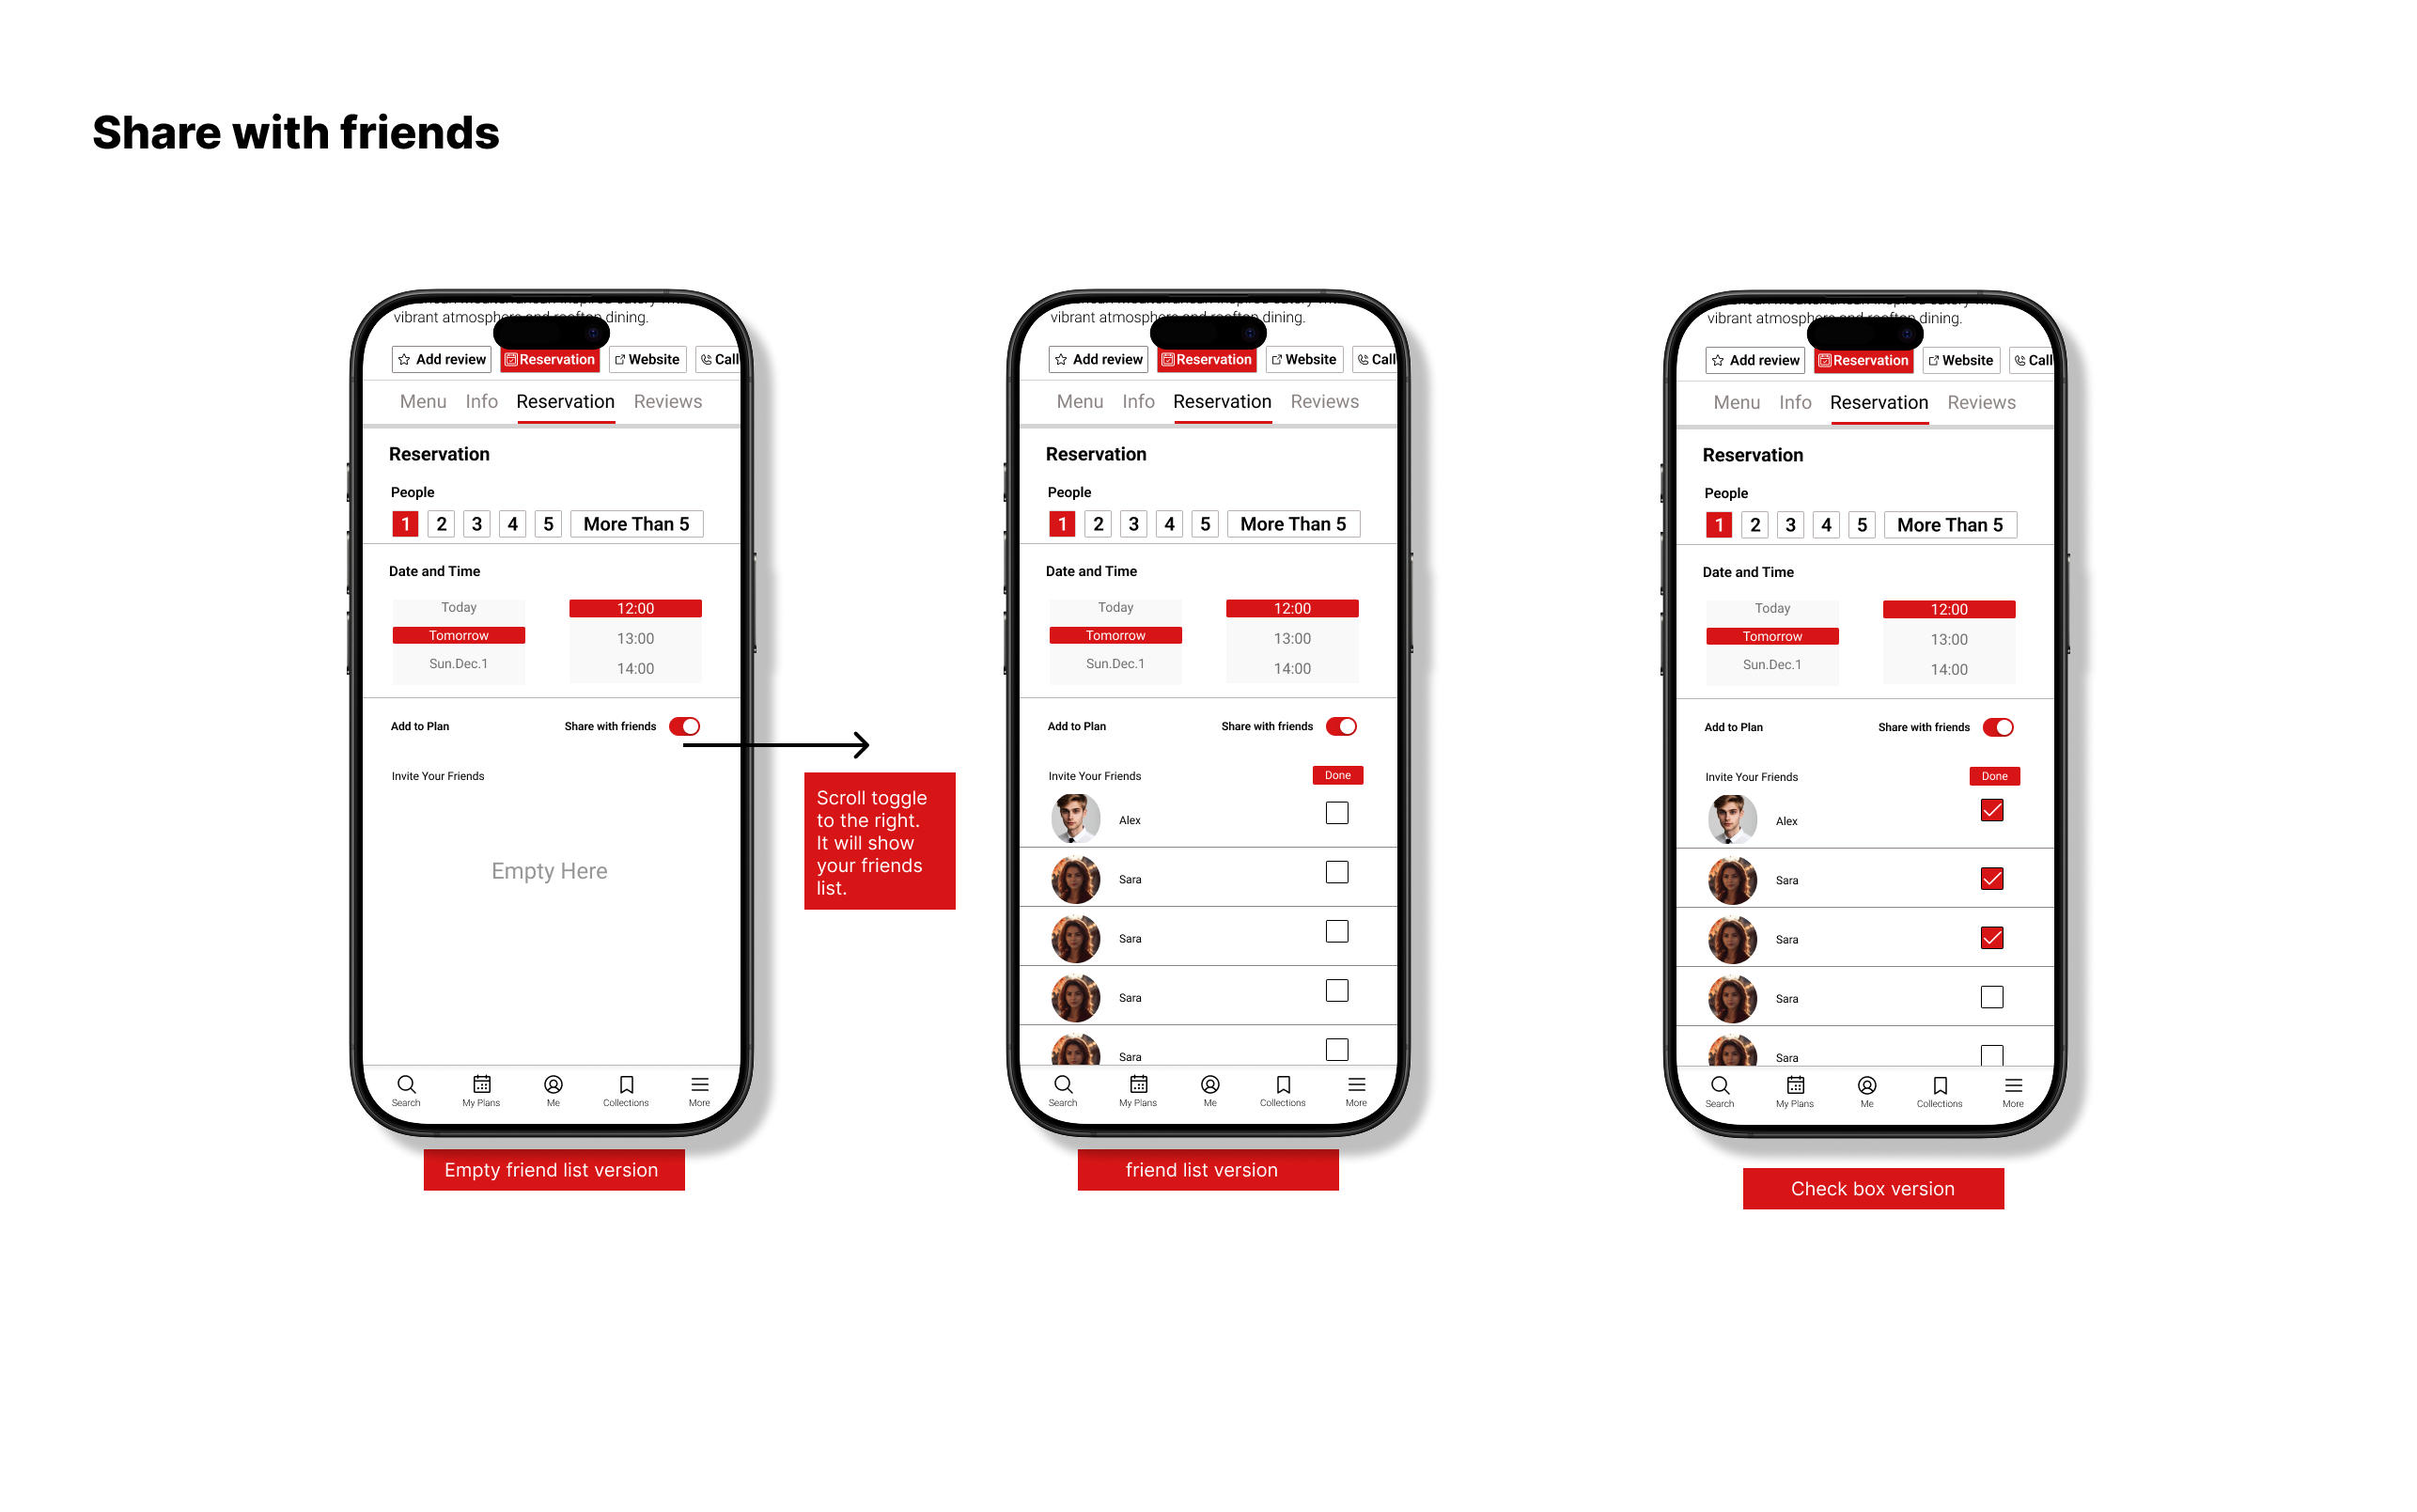 Share with friends
vibrant atmosphere and rooftop dining.
Add review Reservation Website Call
Menu Info Reservation Reviews
Reservation
People
1 2 3 4 5 More Than 5
Date and Time
Today 12:00
Tomorrow 13:00
Sun.Dec.1 14:00
Add to Plan Share with friends
Invite Your Friends
Empty Here
Search My Plans Me Collections More
Empty friend list version
Scroll toggle
to the right.
It will show
your friends
list.
vibrant atmosphere and rooftop dining.
Add review Reservation Website Call
Menu Info Reservation Reviews
Reservation
People
1 2 3 4 5 More Than 5
Date and Time
Today 12:00
Tomorrow 13:00
Sun.Dec.1 14:00
Add to Plan Share with friends
Invite Your Friends Done
Alex
Sara
Sara
Sara
Sara
Search My Plans Me Collections More
friend list version
vibrant atmosphere and rooftop dining.
Add review Reservation Website Call
Menu Info Reservation Reviews
Reservation
People
1 2 3 4 5 More Than 5
Date and Time
Today 12:00
Tomorrow 13:00
Sun.Dec.1 14:00
Add to Plan Share with friends
Invite Your Friends Done
Alex
Sara
Sara
Sara
Sara
Search My Plans Me Collections More
Check box version